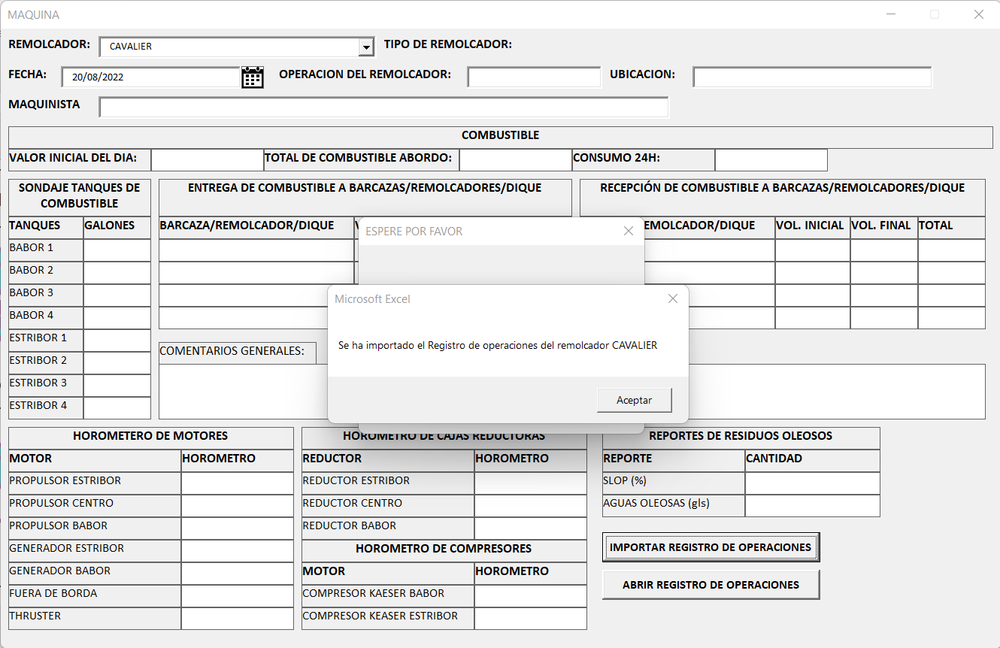 MAQUINA
REMOLCADOR: CAVALIER TIPO DE REMOLCADOR:
FECHA: 20/08/2022 OPERACION DEL REMOLCADOR: UBICACION:
MAQUINISTA
COMBUSTIBLE
VALOR INICIAL DEL DIA: TOTAL DE COMBUSTIBLE ABORDO: CONSUMO 24H:
SONDAJE TANQUES DE COMBUSTIBLE
ENTREGA DE COMBUSTIBLE A BARCAZAS/REMOLCADORES/DIQUE
RECEPCIÓN DE COMBUSTIBLE A BARCAZAS/REMOLCADORES/DIQUE
TANQUES GALONES
BARCAZA/REMOLCADOR/DIQUE
EMOLCADOR/DIQUE VOL. INICIAL VOL. FINAL TOTAL
BABOR 1
BABOR 2
BABOR 3
BABOR 4
ESTRIBOR 1
ESTRIBOR 2
ESTRIBOR 3
ESTRIBOR 4
ESPERE POR FAVOR
Microsoft Excel
Se ha importado el Registro de operaciones del remolcador CAVALIER
Aceptar
COMENTARIOS GENERALES:
HOROMETERO DE MOTORES
MOTOR HOROMETRO
PROPULSOR ESTRIBOR
PROPULSOR CENTRO
PROPULSOR BABOR
GENERADOR ESTRIBOR
GENERADOR BABOR
FUERA DE BORDA
THRUSTER
HOROMETRO DE CAJAS REDUCTORAS
REDUCTOR HOROMETRO
REDUCTOR ESTRIBOR
REDUCTOR CENTRO
REDUCTOR BABOR
HOROMETRO DE COMPRESORES
MOTOR HOROMETRO
COMPRESOR KAESER BABOR
COMPRESOR KEASER ESTRIBOR
REPORTES DE RESIDUOS OLEOSOS
REPORTE CANTIDAD
SLOP (%)
AGUAS OLEOSAS (gls)
IMPORTAR REGISTRO DE OPERACIONES
ABRIR REGISTRO DE OPERACIONES